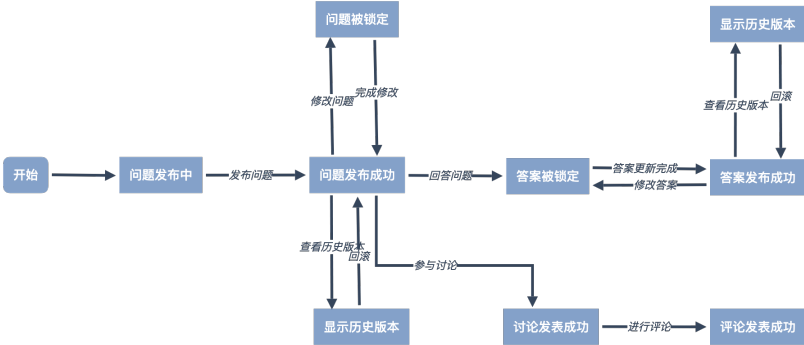 问题被锁定
显示历史版本
修改问题
完成修改
查看历史版本
回滚
开始
问题发布中
发布问题
问题发布成功
回答问题
答案被锁定
答案更新完成
修改答案
答案发布成功
查看历史版本
回滚
参与讨论
显示历史版本
讨论发表成功
进行评论
评论发表成功